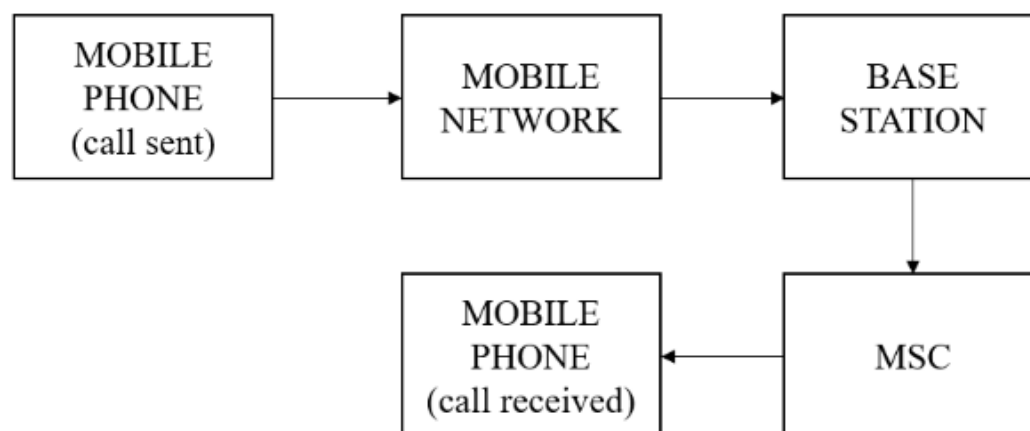 MOBILE
PHONE
(call sent)
MOBILE
NETWORK
BASE
STATION
MOBILE
PHONE
(call received)
MSC